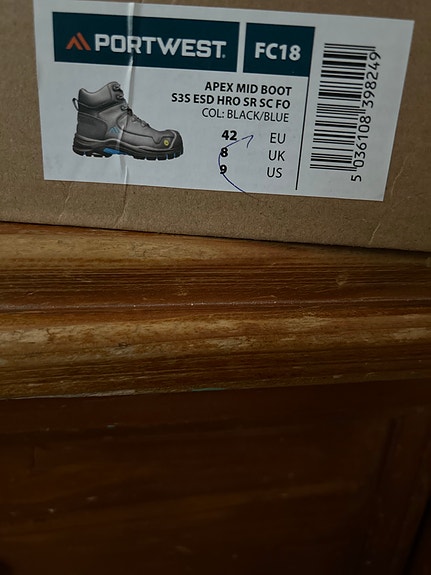 PORTWEST® FC18
APEX MID BOOT
S3S ESD HRO SR SC FO
COL: BLACK/BLUE
42 EU
8 UK
9 US
5 036108 398249